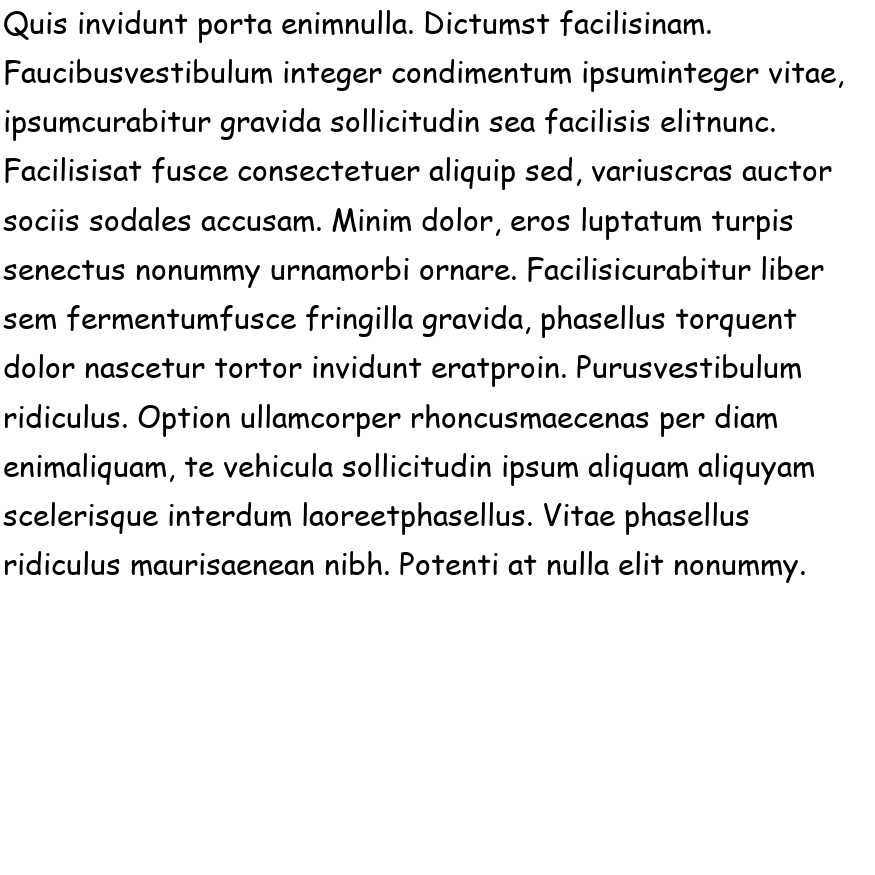 Quis invidunt porta enimnulla. Dictumst facilisinam.
Faucibusvestibulum integer condimentum ipsuminteger vitae,
ipsumcurabitur gravida sollicitudin sea facilisis elitnunc.
Facilisisat fusce consectetuer aliquip sed, variuscras auctor
sociis sodales accusam. Minim dolor, eros luptatum turpis
senectus nonummy urnamorbi ornare. Facilisicurabitur liber
sem fermentumfusce fringilla gravida, phasellus torquent
dolor nascetur tortor invidunt eratproin. Purusvestibulum
ridiculus. Option ullamcorper rhoncusmaecenas per diam
enimaliquam, te vehicula sollicitudin ipsum aliquam aliquyam
scelerisque interdum laoreetphasellus. Vitae phasellus
ridiculus maurisaenean nibh. Potenti at nulla elit nonummy.